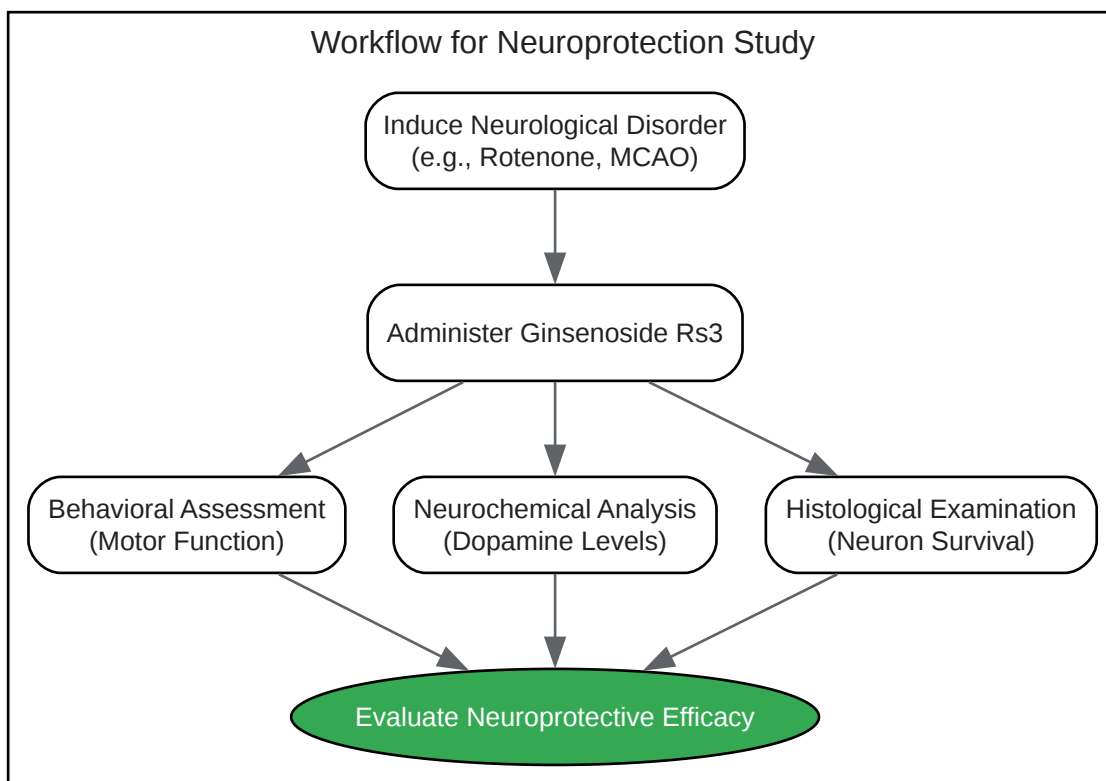 Workflow for Neuroprotection Study
Induce Neurological Disorder
(e.g., Rotenone, MCAO)
Administer Ginsenoside Rs3
Behavioral Assessment
(Motor Function)
Neurochemical Analysis
(Dopamine Levels)
Histological Examination
(Neuron Survival)
Evaluate Neuroprotective Efficacy